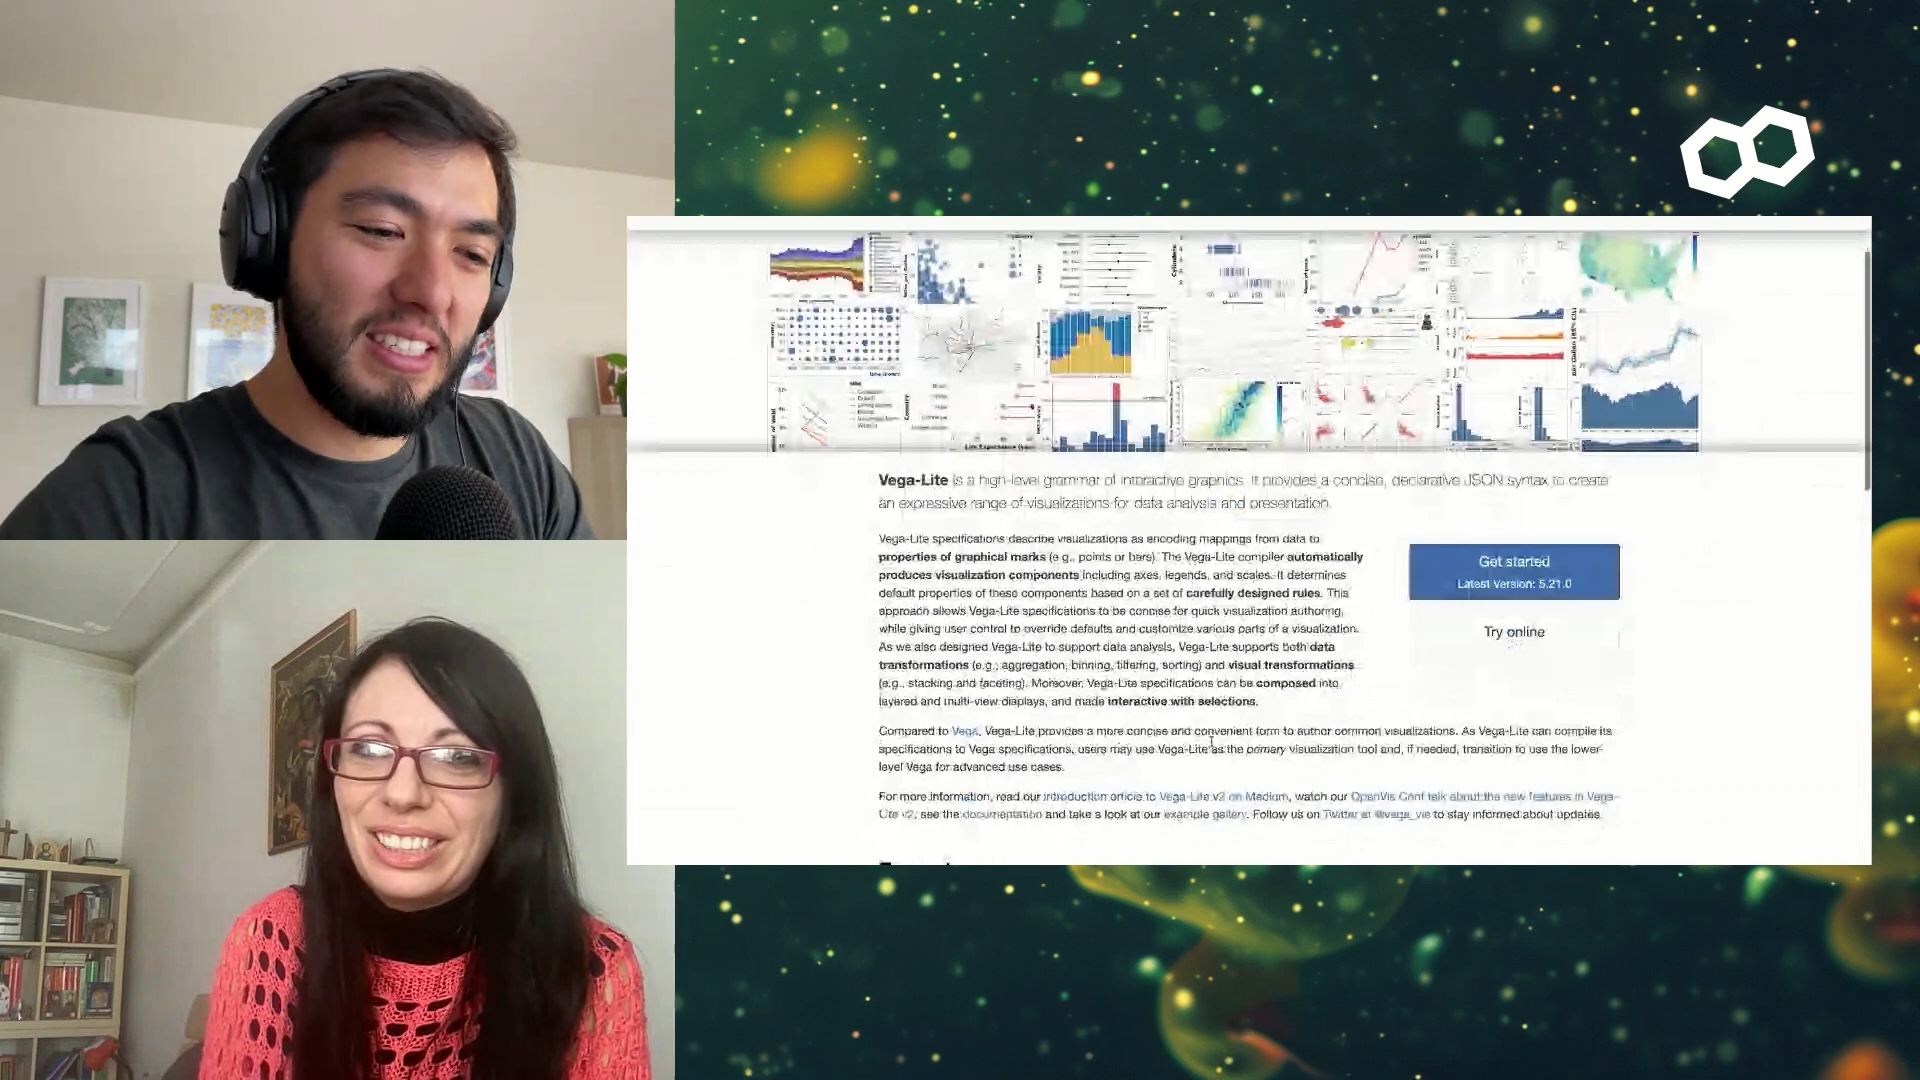 Vega-Lite is a high-level grammar of interactive graphics. It provides a concise, declarative JSON syntax to create
an expressive range of visualizations for data analysis and presentation.
Vega-Lite specifications describe visualizations as encoding mappings from data to
properties of graphical marks (e.g., points or bars). The Vega-Lite compiler automatically
produces visualization components including axes, legends, and scales. It determines
default properties of these components based on a set of carefully designed rules. This
approach allows Vega-Lite specifications to be concise for quick visualization authoring,
while giving user control to override defaults and customize various parts of a visualization.
As we also designed Vega-Lite to support data analysis, Vega-Lite supports both data
transformations (e.g., aggregation, binning, filtering, sorting) and visual transformations
(e.g., stacking and faceting). Moreover, Vega-Lite specifications can be composed into
layered and multi-view displays, and made interactive with selections.
Get started
Latest Version: 5.21.0
Try online
Compared to Vega, Vega-Lite provides a more concise and convenient form to author common visualizations. As Vega-Lite can compile its
specifications to Vega specifications, users may use Vega-Lite as the primary visualization tool and, if needed, transition to use the lower-
level Vega for advanced use cases.
For more information, read our introduction article to Vega-Lite v2 on Medium, watch our OpenVis Conf talk about the new features in Vega-
Lite v2, see the documentation and take a look at our example gallery. Follow us on Twitter at @vega_vis to stay informed about updates.